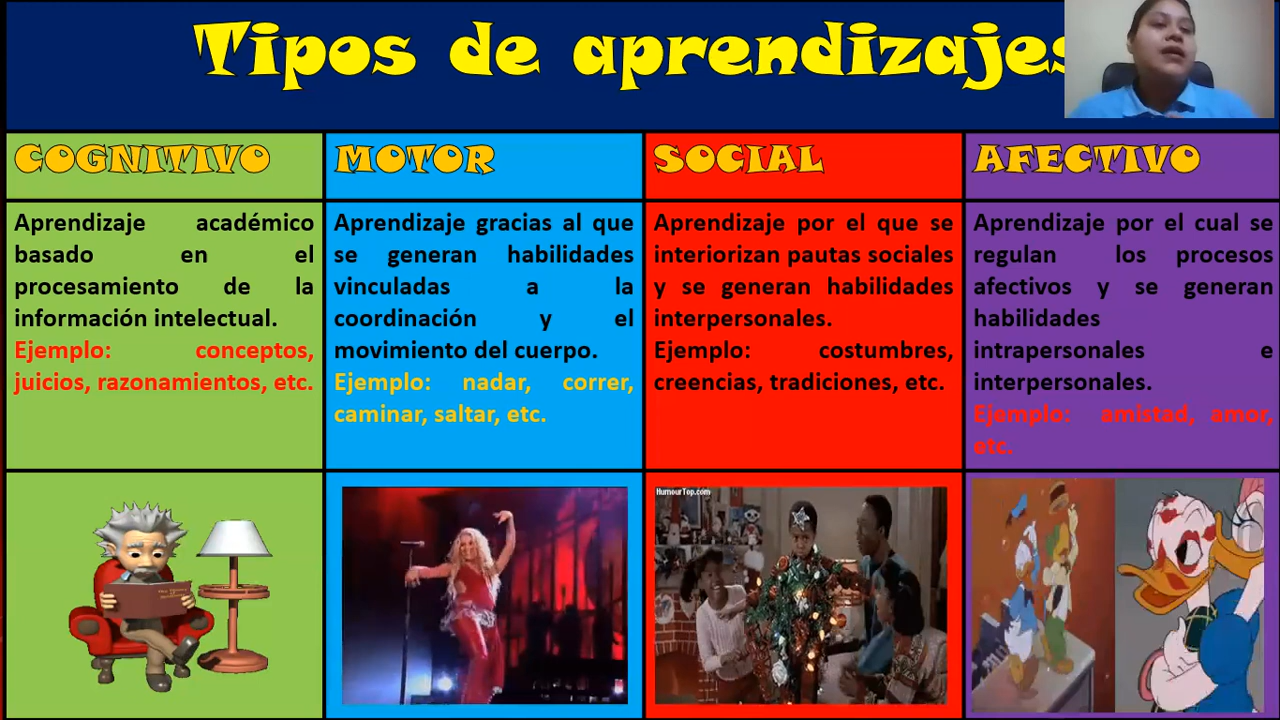 Tipos de aprendizajes
COGNITIVO
Aprendizaje académico
basado en el
procesamiento de la
información intelectual.
Ejemplo: conceptos,
juicios, razonamientos, etc.
MOTOR
Aprendizaje gracias al que
se generan habilidades
vinculadas a la
coordinación y el
movimiento del cuerpo.
Ejemplo: nadar, correr,
caminar, saltar, etc.
SOCIAL
Aprendizaje por el que se
interiorizan pautas sociales
y se generan habilidades
interpersonales.
Ejemplo: costumbres,
creencias, tradiciones, etc.
AFECTIVO
Aprendizaje por el cual se
regulan los procesos
afectivos y se generan
habilidades
intrapersonales e
interpersonales.
Ejemplo: amistad, amor,
etc.
HumourTop.com